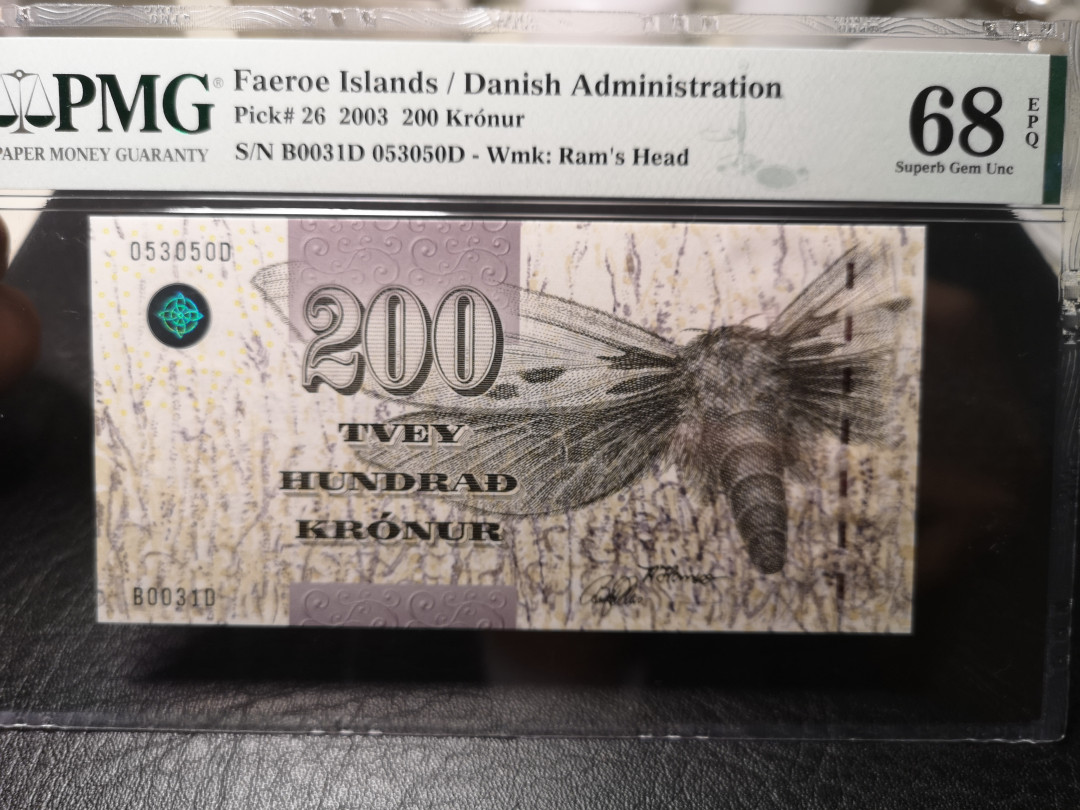 PMG®
PAPER MONEY GUARANTY
Faeroe Islands / Danish Administration
Pick# 26 2003 200 Krónur
S/N B0031D 053050D - Wmk: Ram's Head
68
EPQ
Superb Gem Unc
053050D
200
TVEY
HUNDRAÐ
KRÓNUR
B0031D